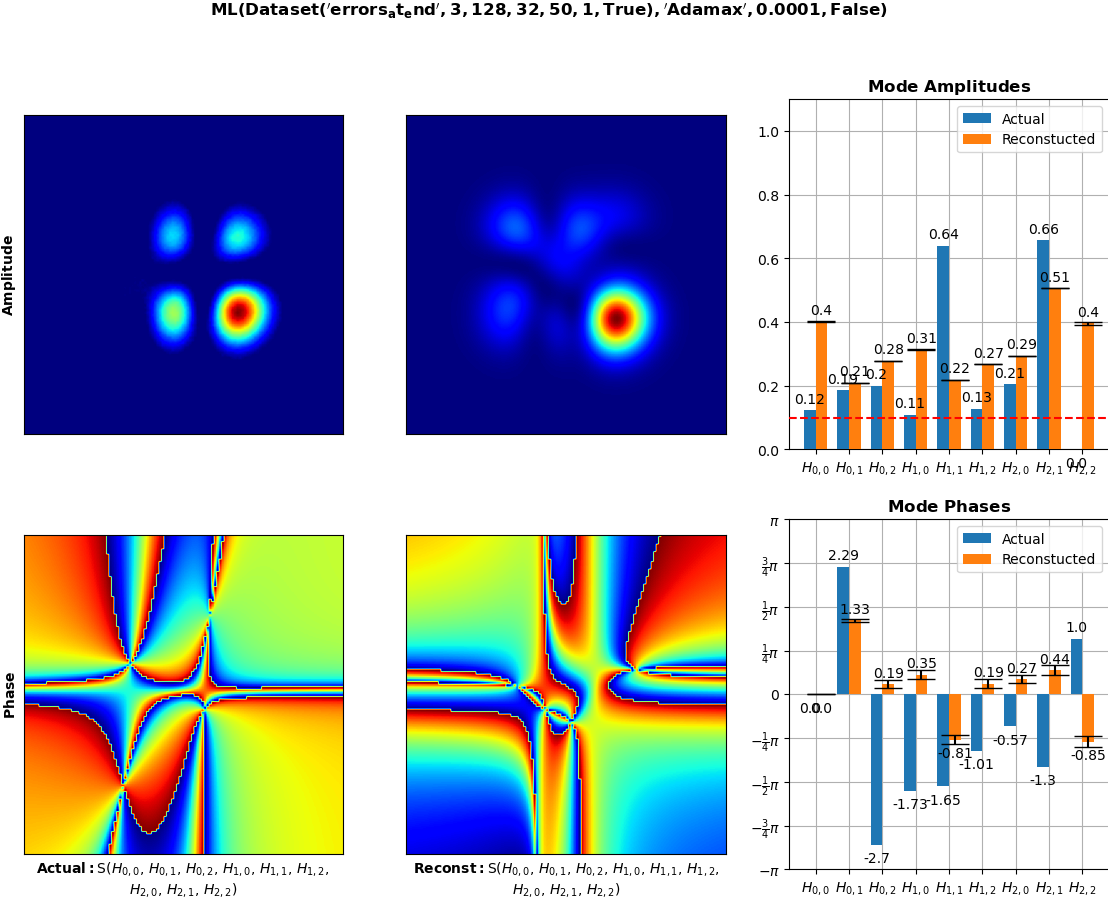 ML(Dataset('errors_at_end', 3, 128, 32, 50, 1, True), 'Adamax', 0.0001, False)
Amplitude
Mode Amplitudes
Actual
Reconstucted
1.0
0.8
0.6
0.4
0.2
0.0
0.12 0.4
0.19 0.21
0.2 0.28
0.11 0.31
0.64 0.22
0.13 0.27
0.21 0.29
0.66 0.51
0.0 0.4
H0,0 H0,1 H0,2 H1,0 H1,1 H1,2 H2,0 H2,1 H2,2
Phase
Actual: S(H0,0, H0,1, H0,2, H1,0, H1,1, H1,2,
H2,0, H2,1, H2,2)
Reconst: S(H0,0, H0,1, H0,2, H1,0, H1,1, H1,2,
H2,0, H2,1, H2,2)
Mode Phases
Actual
Reconstucted
π
3/4π
1/2π
1/4π
0
−1/4π
−1/2π
−3/4π
−π
0.0 0.0
2.29 1.33
-2.7 0.19
-1.73 0.35
-1.65 -0.81
-1.01 0.19
-0.57 0.27
-1.3 0.44
1.0 -0.85
H0,0 H0,1 H0,2 H1,0 H1,1 H1,2 H2,0 H2,1 H2,2